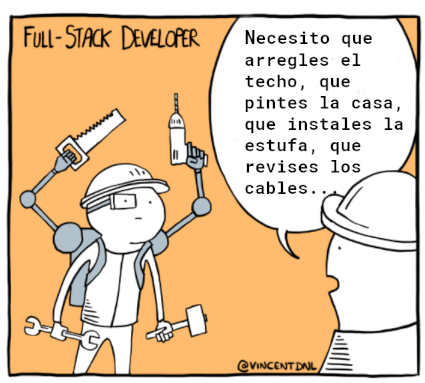 FULL-STACK DEVELOPER
Necesito que
arregles el
techo, que
pintes la casa,
que instales la
estufa, que
revises los
cables...
@VINCENTDNL